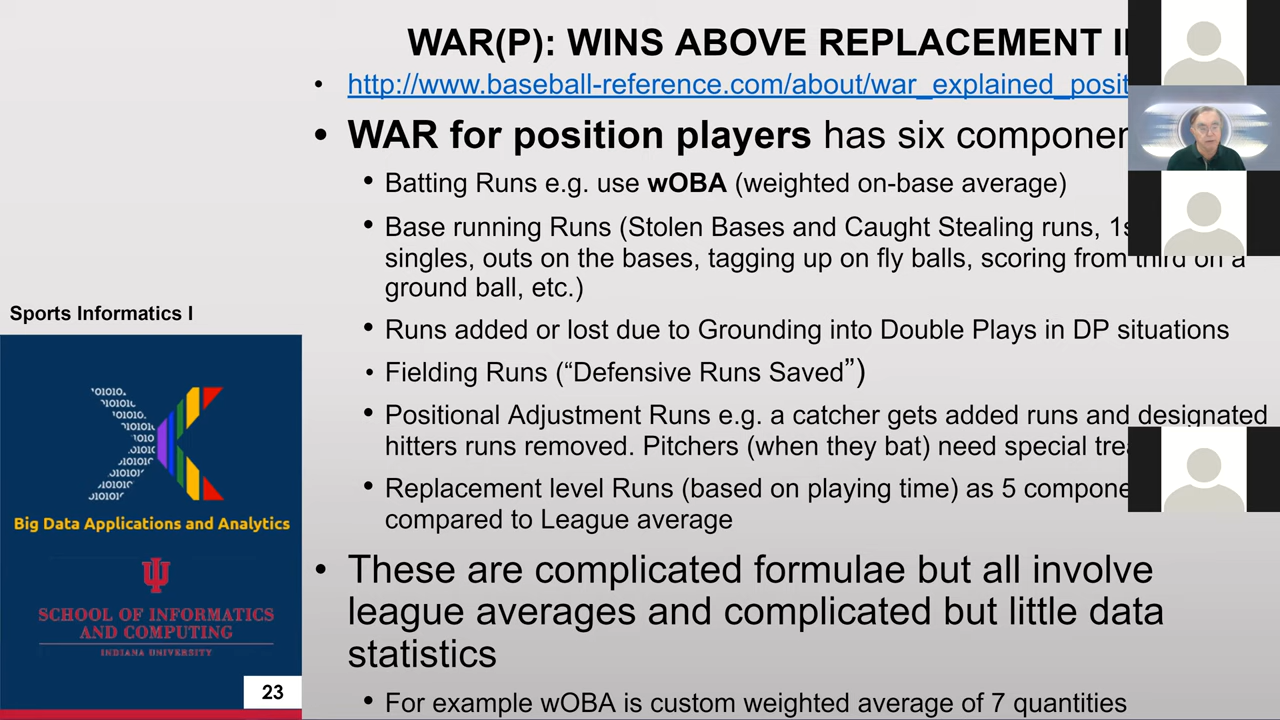 WAR(P): WINS ABOVE REPLACEMENT
• http://www.baseball-reference.com/about/war_explained_posit
• WAR for position players has six
• Batting Runs e.g. use wOBA (weighted on-base average)
• Base running Runs (Stolen Bases and Caught Stealing runs,
singles, outs on the bases, tagging up on fly balls, scoring from third on a
ground ball, etc.)
• Runs added or lost due to Grounding into Double Plays in DP situations
• Fielding Runs (“Defensive Runs Saved”)
• Positional Adjustment Runs e.g. a catcher gets added runs and designated
hitters runs removed. Pitchers (when they bat) need special
• Replacement level Runs (based on playing time) as 5
compared to League average
• These are complicated formulae but all involve
league averages and complicated but little data
statistics
• For example wOBA is custom weighted average of 7 quantities
Sports Informatics I
Big Data Applications and Analytics
SCHOOL OF INFORMATICS
AND COMPUTING
INDIANA UNIVERSITY
23